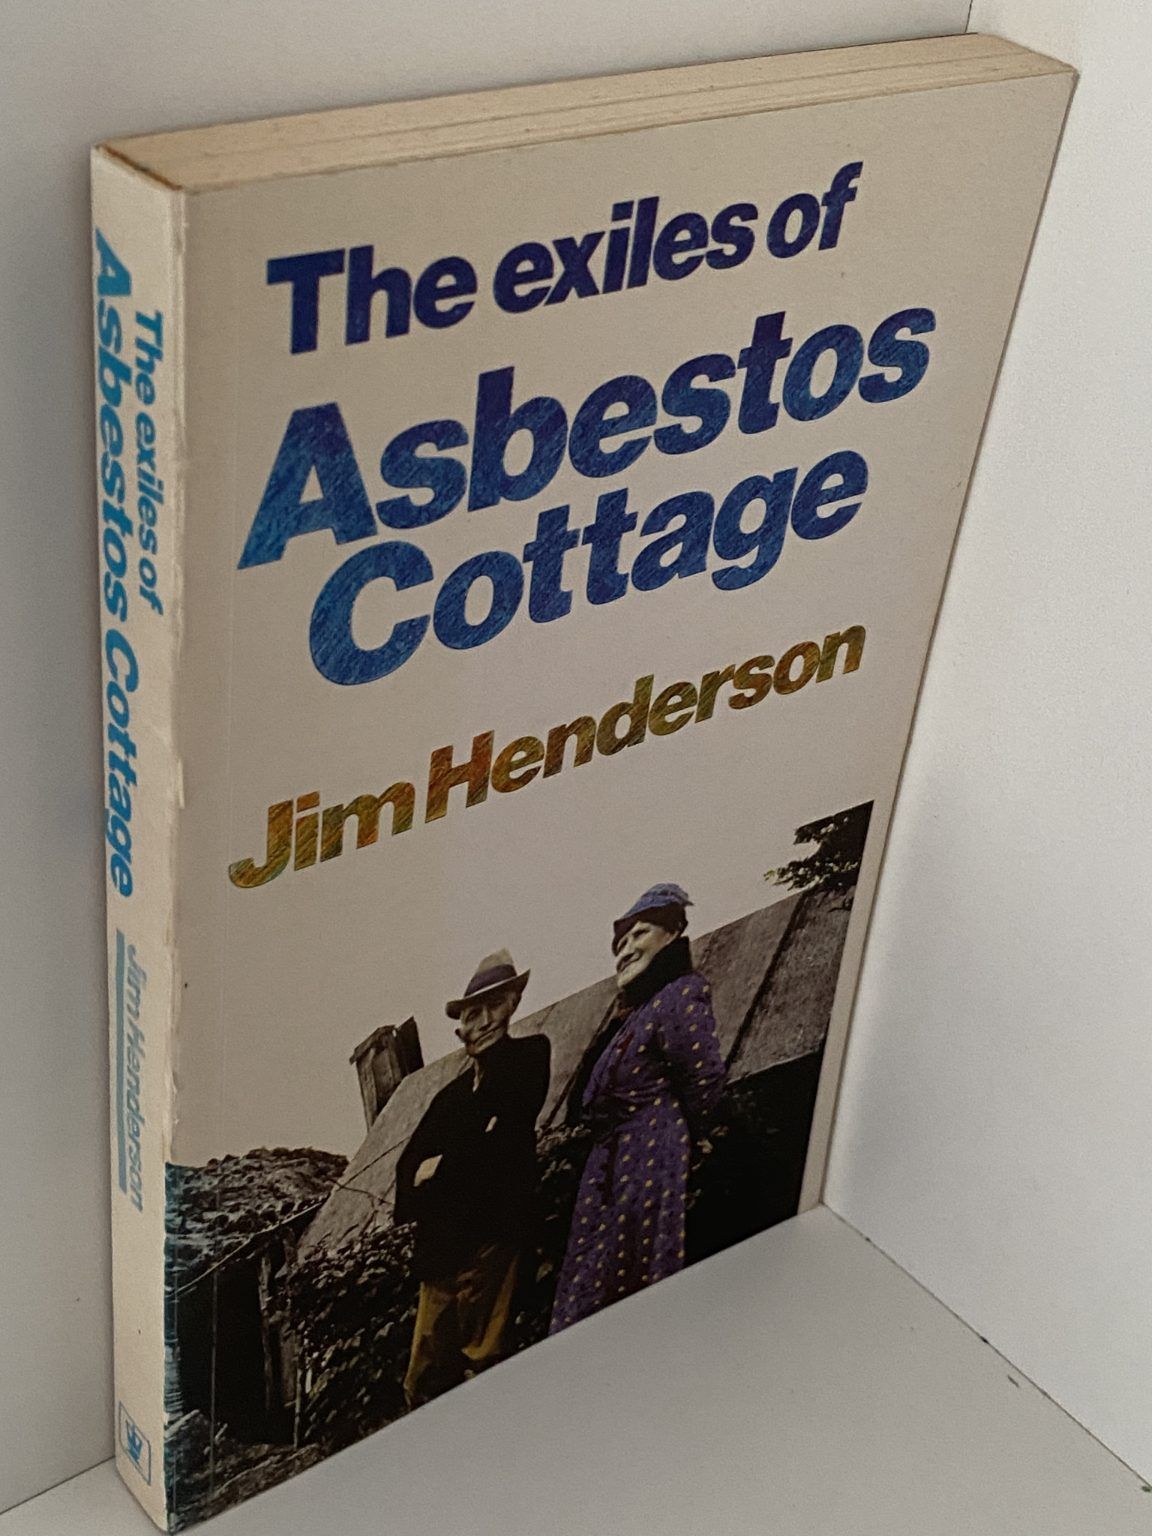 The exiles of
Asbestos
Cottage
Jim Henderson
The exiles of
Asbestos Cottage
Jim Henderson